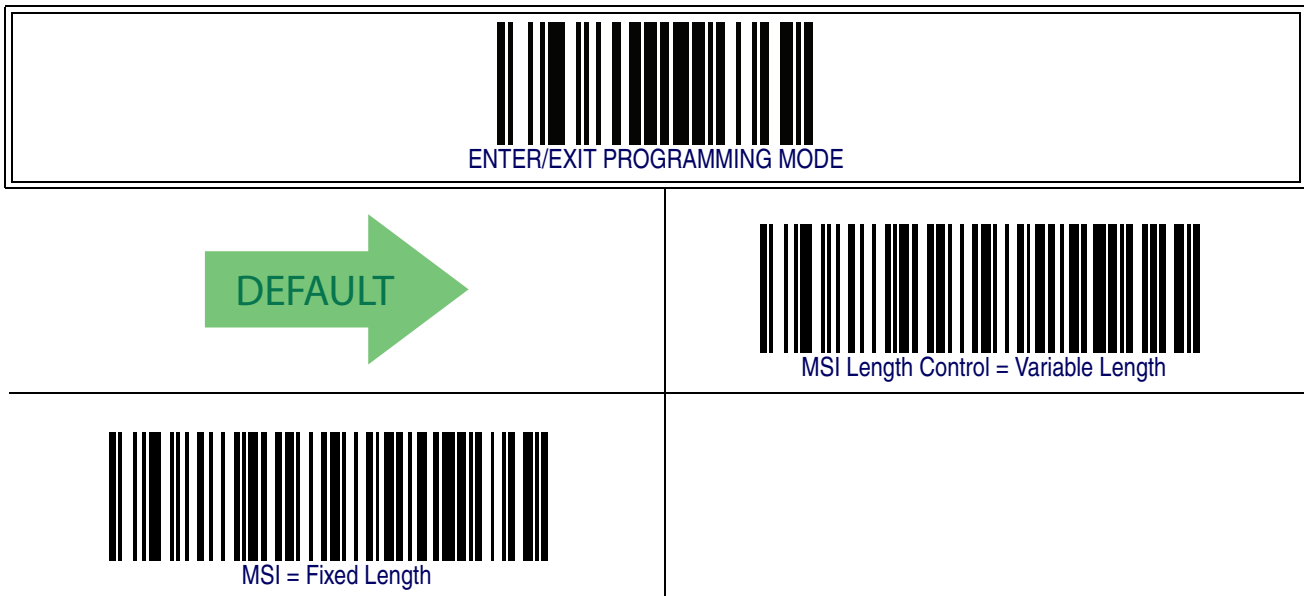 ENTER/EXIT PROGRAMMING MODE
DEFAULT
MSI Length Control = Variable Length
MSI = Fixed Length